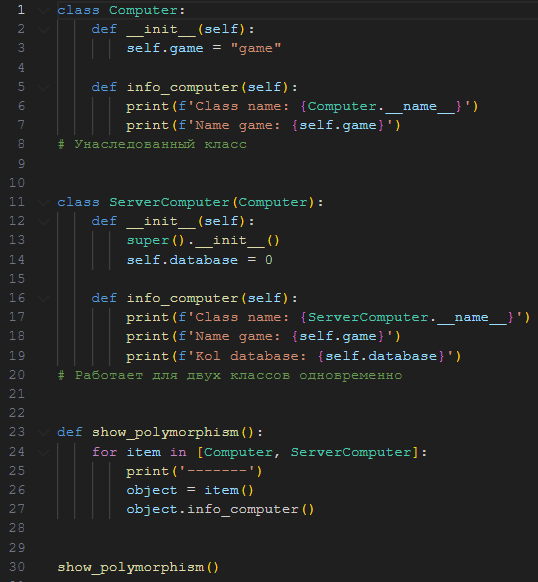 1 class Computer:
2     def __init__(self):
3         self.game = "game"
4
5     def info_computer(self):
6         print(f'Class name: {Computer.__name__}')
7         print(f'Name game: {self.game}')
8 # Унаследованный класс
9
10
11 class ServerComputer(Computer):
12     def __init__(self):
13         super().__init__()
14         self.database = 0
15
16     def info_computer(self):
17         print(f'Class name: {ServerComputer.__name__}')
18         print(f'Name game: {self.game}')
19         print(f'Kol database: {self.database}')
20 # Работает для двух классов одновременно
21
22
23 def show_polymorphism():
24     for item in [Computer, ServerComputer]:
25         print('-------')
26         object = item()
27         object.info_computer()
28
29
30 show_polymorphism()